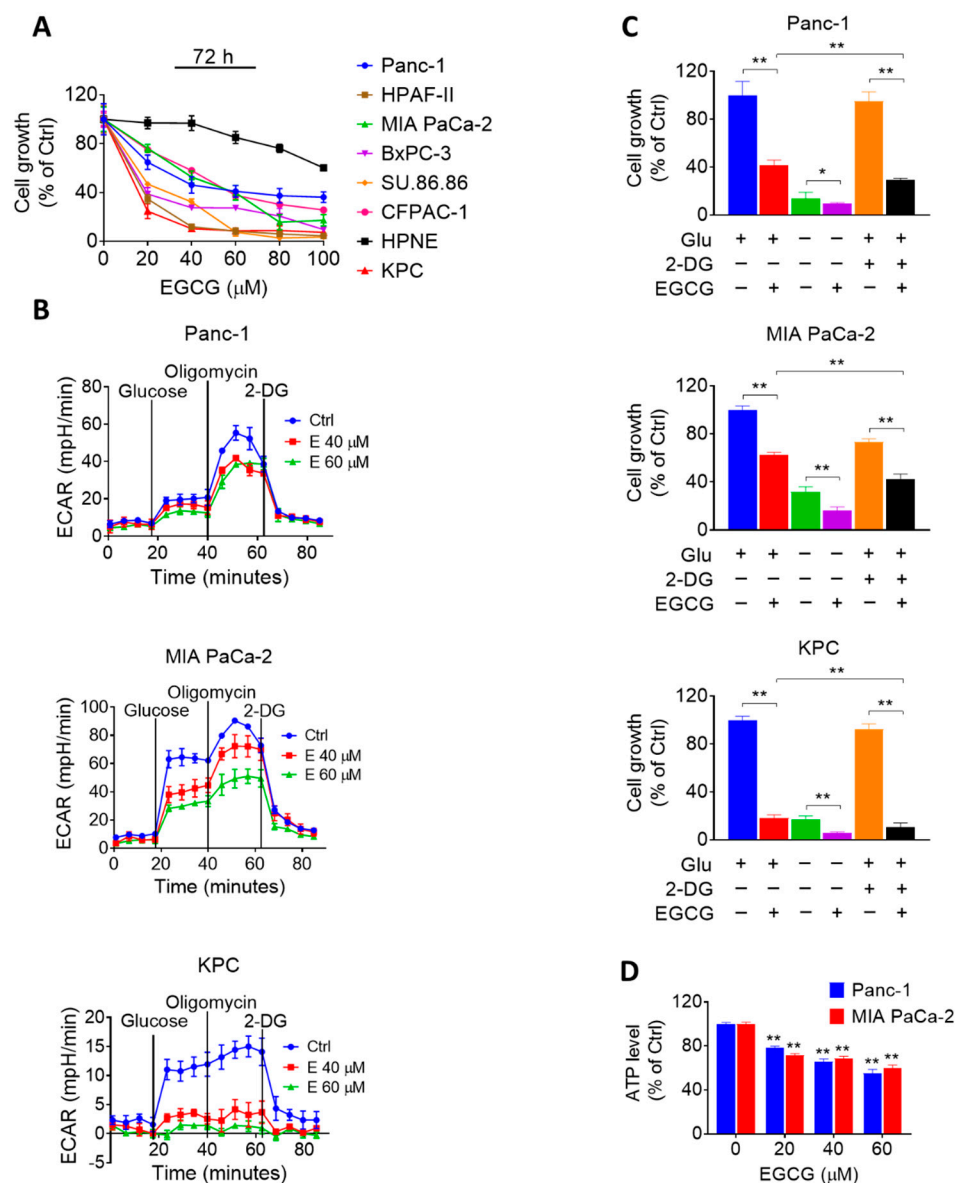 A
72 h
Cell growth
(% of Ctrl)
120
80
40
0
0 20 40 60 80 100
EGCG (μM)
Panc-1
HPAF-II
MIA PaCa-2
BxPC-3
SU.86.86
CFPAC-1
HPNE
KPC
B
Panc-1
Oligomycin
Glucose 2-DG
ECAR (mpH/min)
80
60
40
20
0
0 20 40 60 80
Time (minutes)
Ctrl
E 40 μM
E 60 μM
MIA PaCa-2
Oligomycin
Glucose 2-DG
ECAR (mpH/min)
100
80
60
40
20
0
0 20 40 60 80
Time (minutes)
Ctrl
E 40 μM
E 60 μM
KPC
Oligomycin
Glucose 2-DG
ECAR (mpH/min)
20
15
10
5
0
-5
20 40 60 80
Time (minutes)
Ctrl
E 40 μM
E 60 μM
C
Panc-1
**
** **
*
Cell growth
(% of Ctrl)
120
80
40
0
Glu + + − − + +
2-DG − − − − + +
EGCG − + − + − +
MIA PaCa-2
**
** **
**
Cell growth
(% of Ctrl)
120
80
40
0
Glu + + − − + +
2-DG − − − − + +
EGCG − + − + − +
KPC
**
** **
**
Cell growth
(% of Ctrl)
120
80
40
0
Glu + + − − + +
2-DG − − − − + +
EGCG − + − + − +
D
Panc-1
MIA PaCa-2
ATP level
(% of Ctrl)
120
80
40
0
** ** ** ** ** **
0 20 40 60
EGCG (μM)